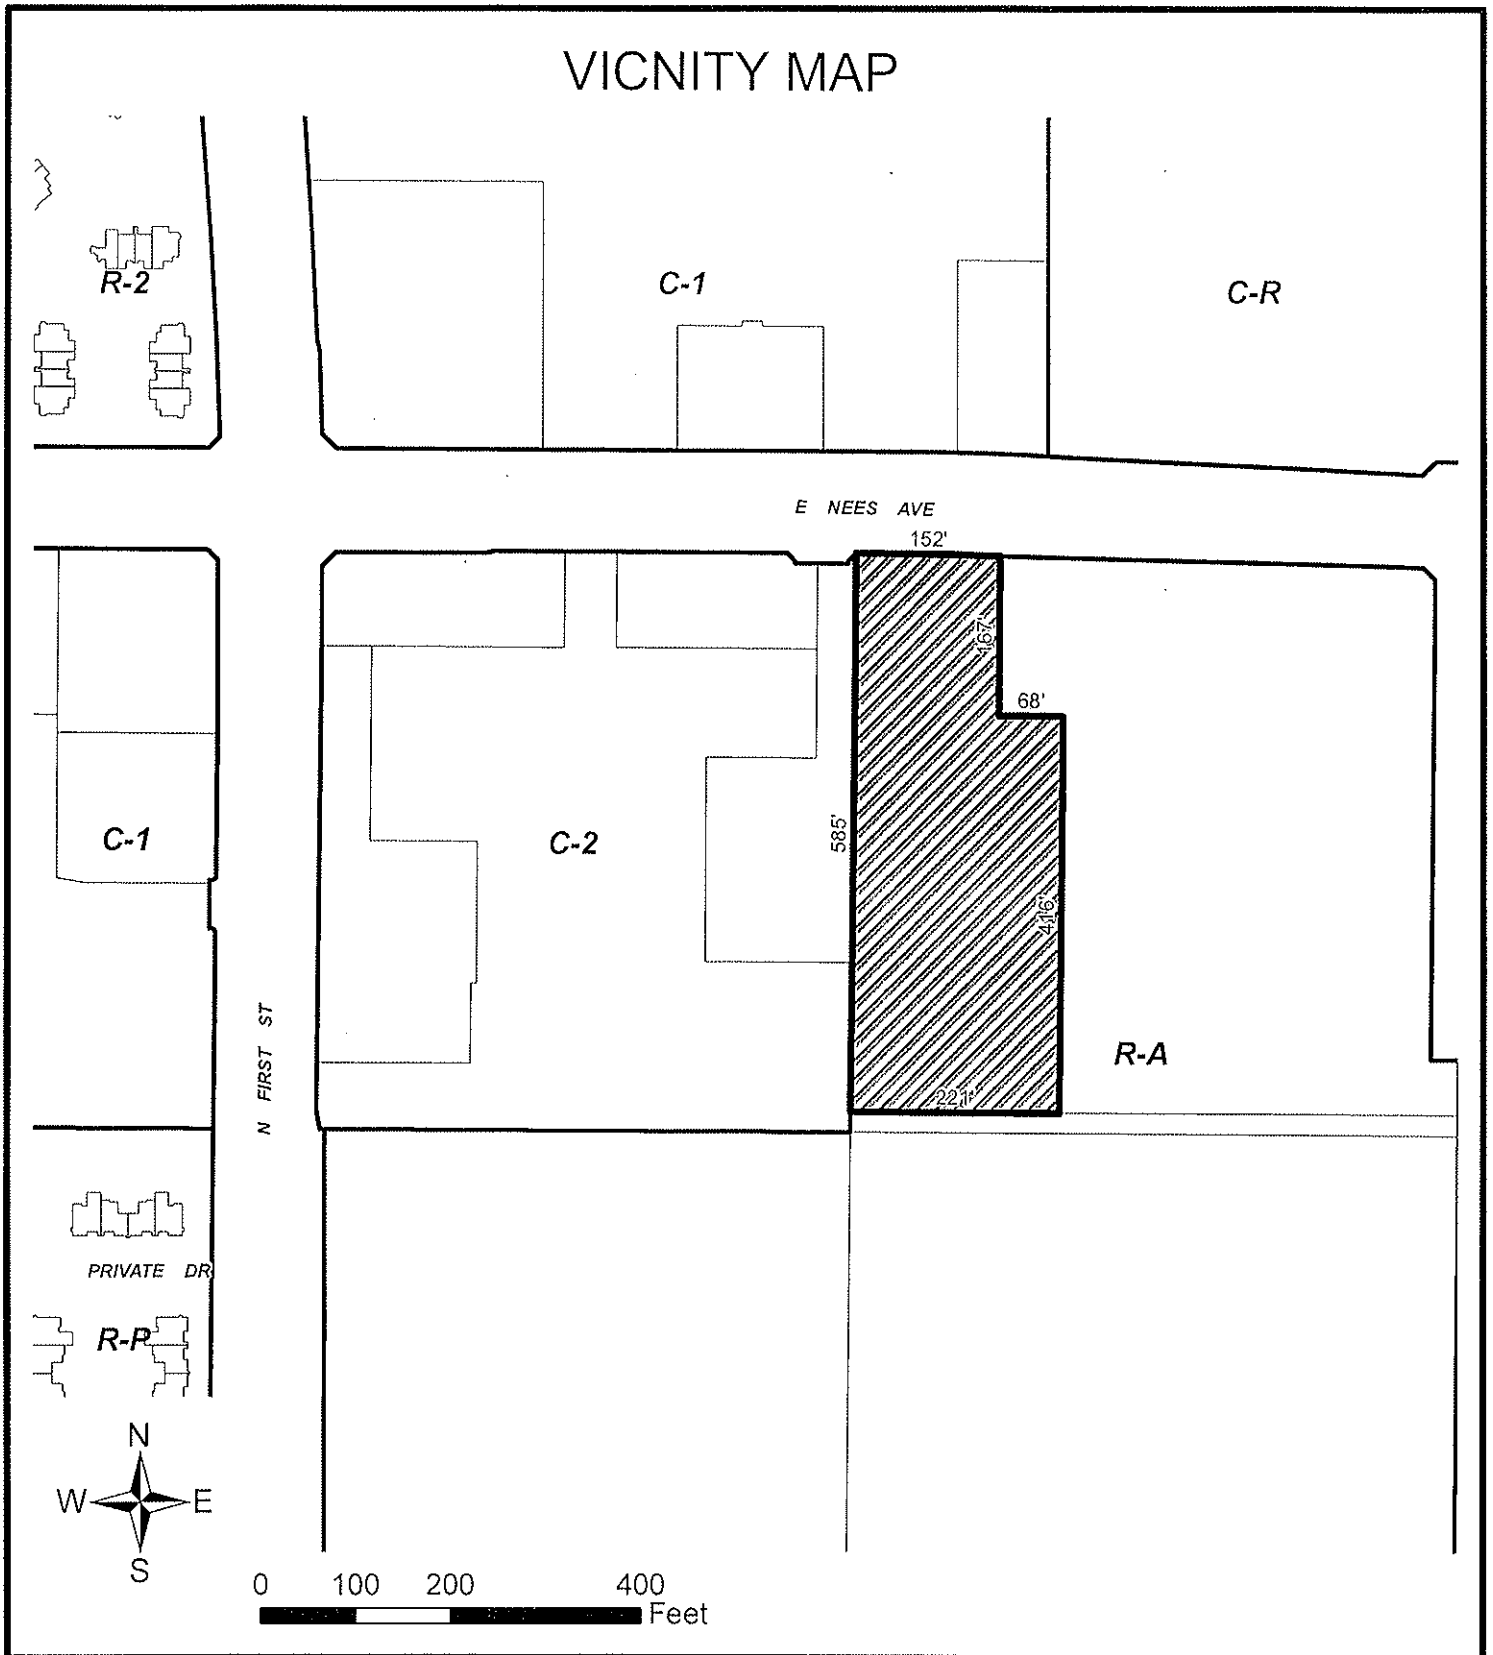 VICNITY MAP
R-2
C-1
C-R
E NEES AVE
152'
167'
68'
C-1
C-2
585'
416'
N FIRST ST
R-A
221'
PRIVATE DR
R-P
N
W E
S
0 100 200 400
Feet